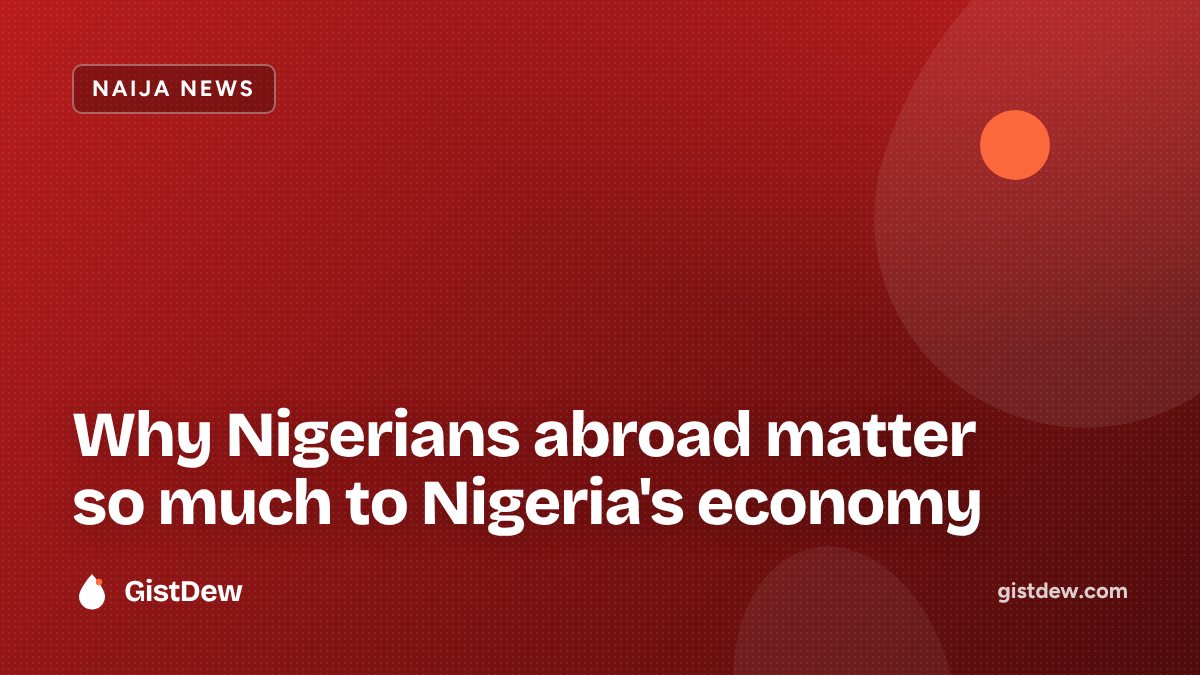 NAIJA NEWS
Why Nigerians abroad matter
so much to Nigeria's economy
GistDew
gistdew.com